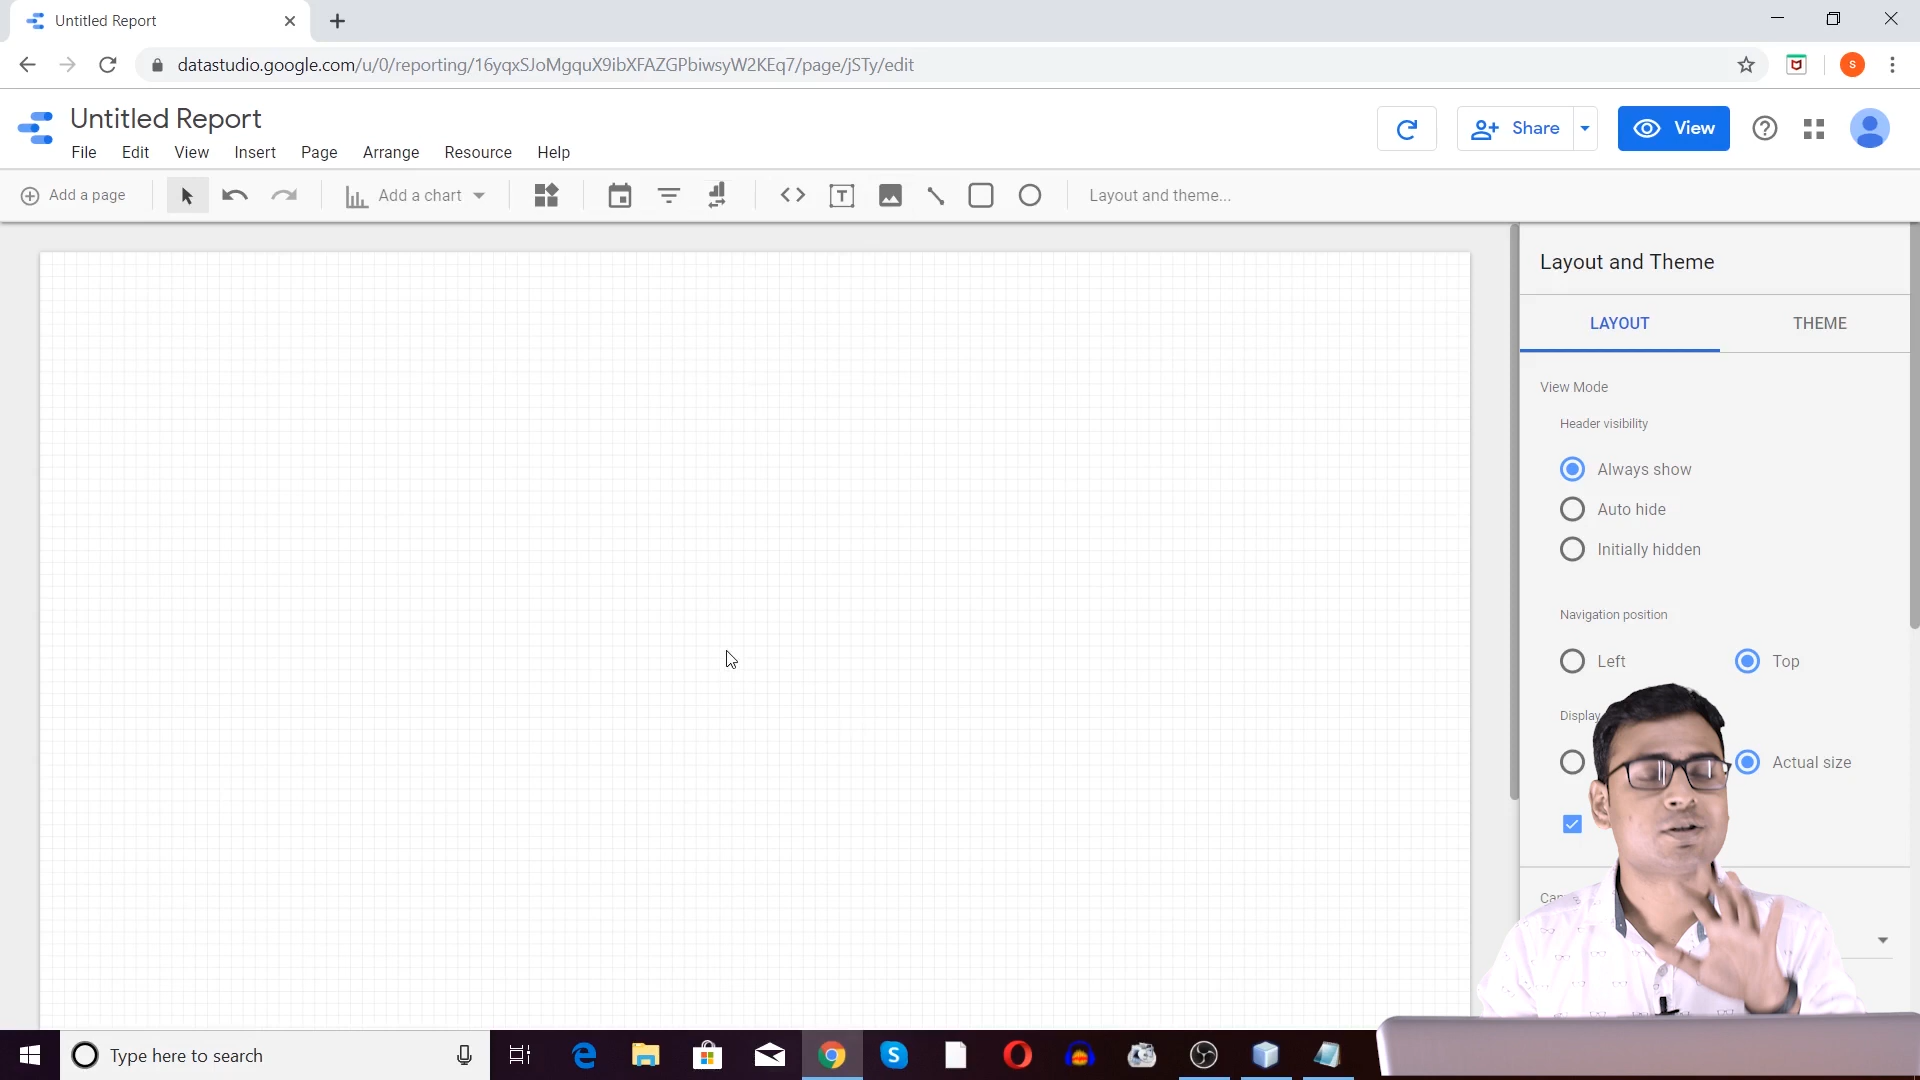 Untitled Report
datastudio.google.com/u/0/reporting/16yqxSJoMgquX9ibXFAZGPbiwsyW2KEq7/page/jSTy/edit
S
Untitled Report
File Edit View Insert Page Arrange Resource Help
Share
View
Add a page
Add a chart
Layout and theme...
Layout and Theme
LAYOUT THEME
View Mode
Header visibility
Always show
Auto hide
Initially hidden
Navigation position
Left Top
Display
Actual size
Type here to search